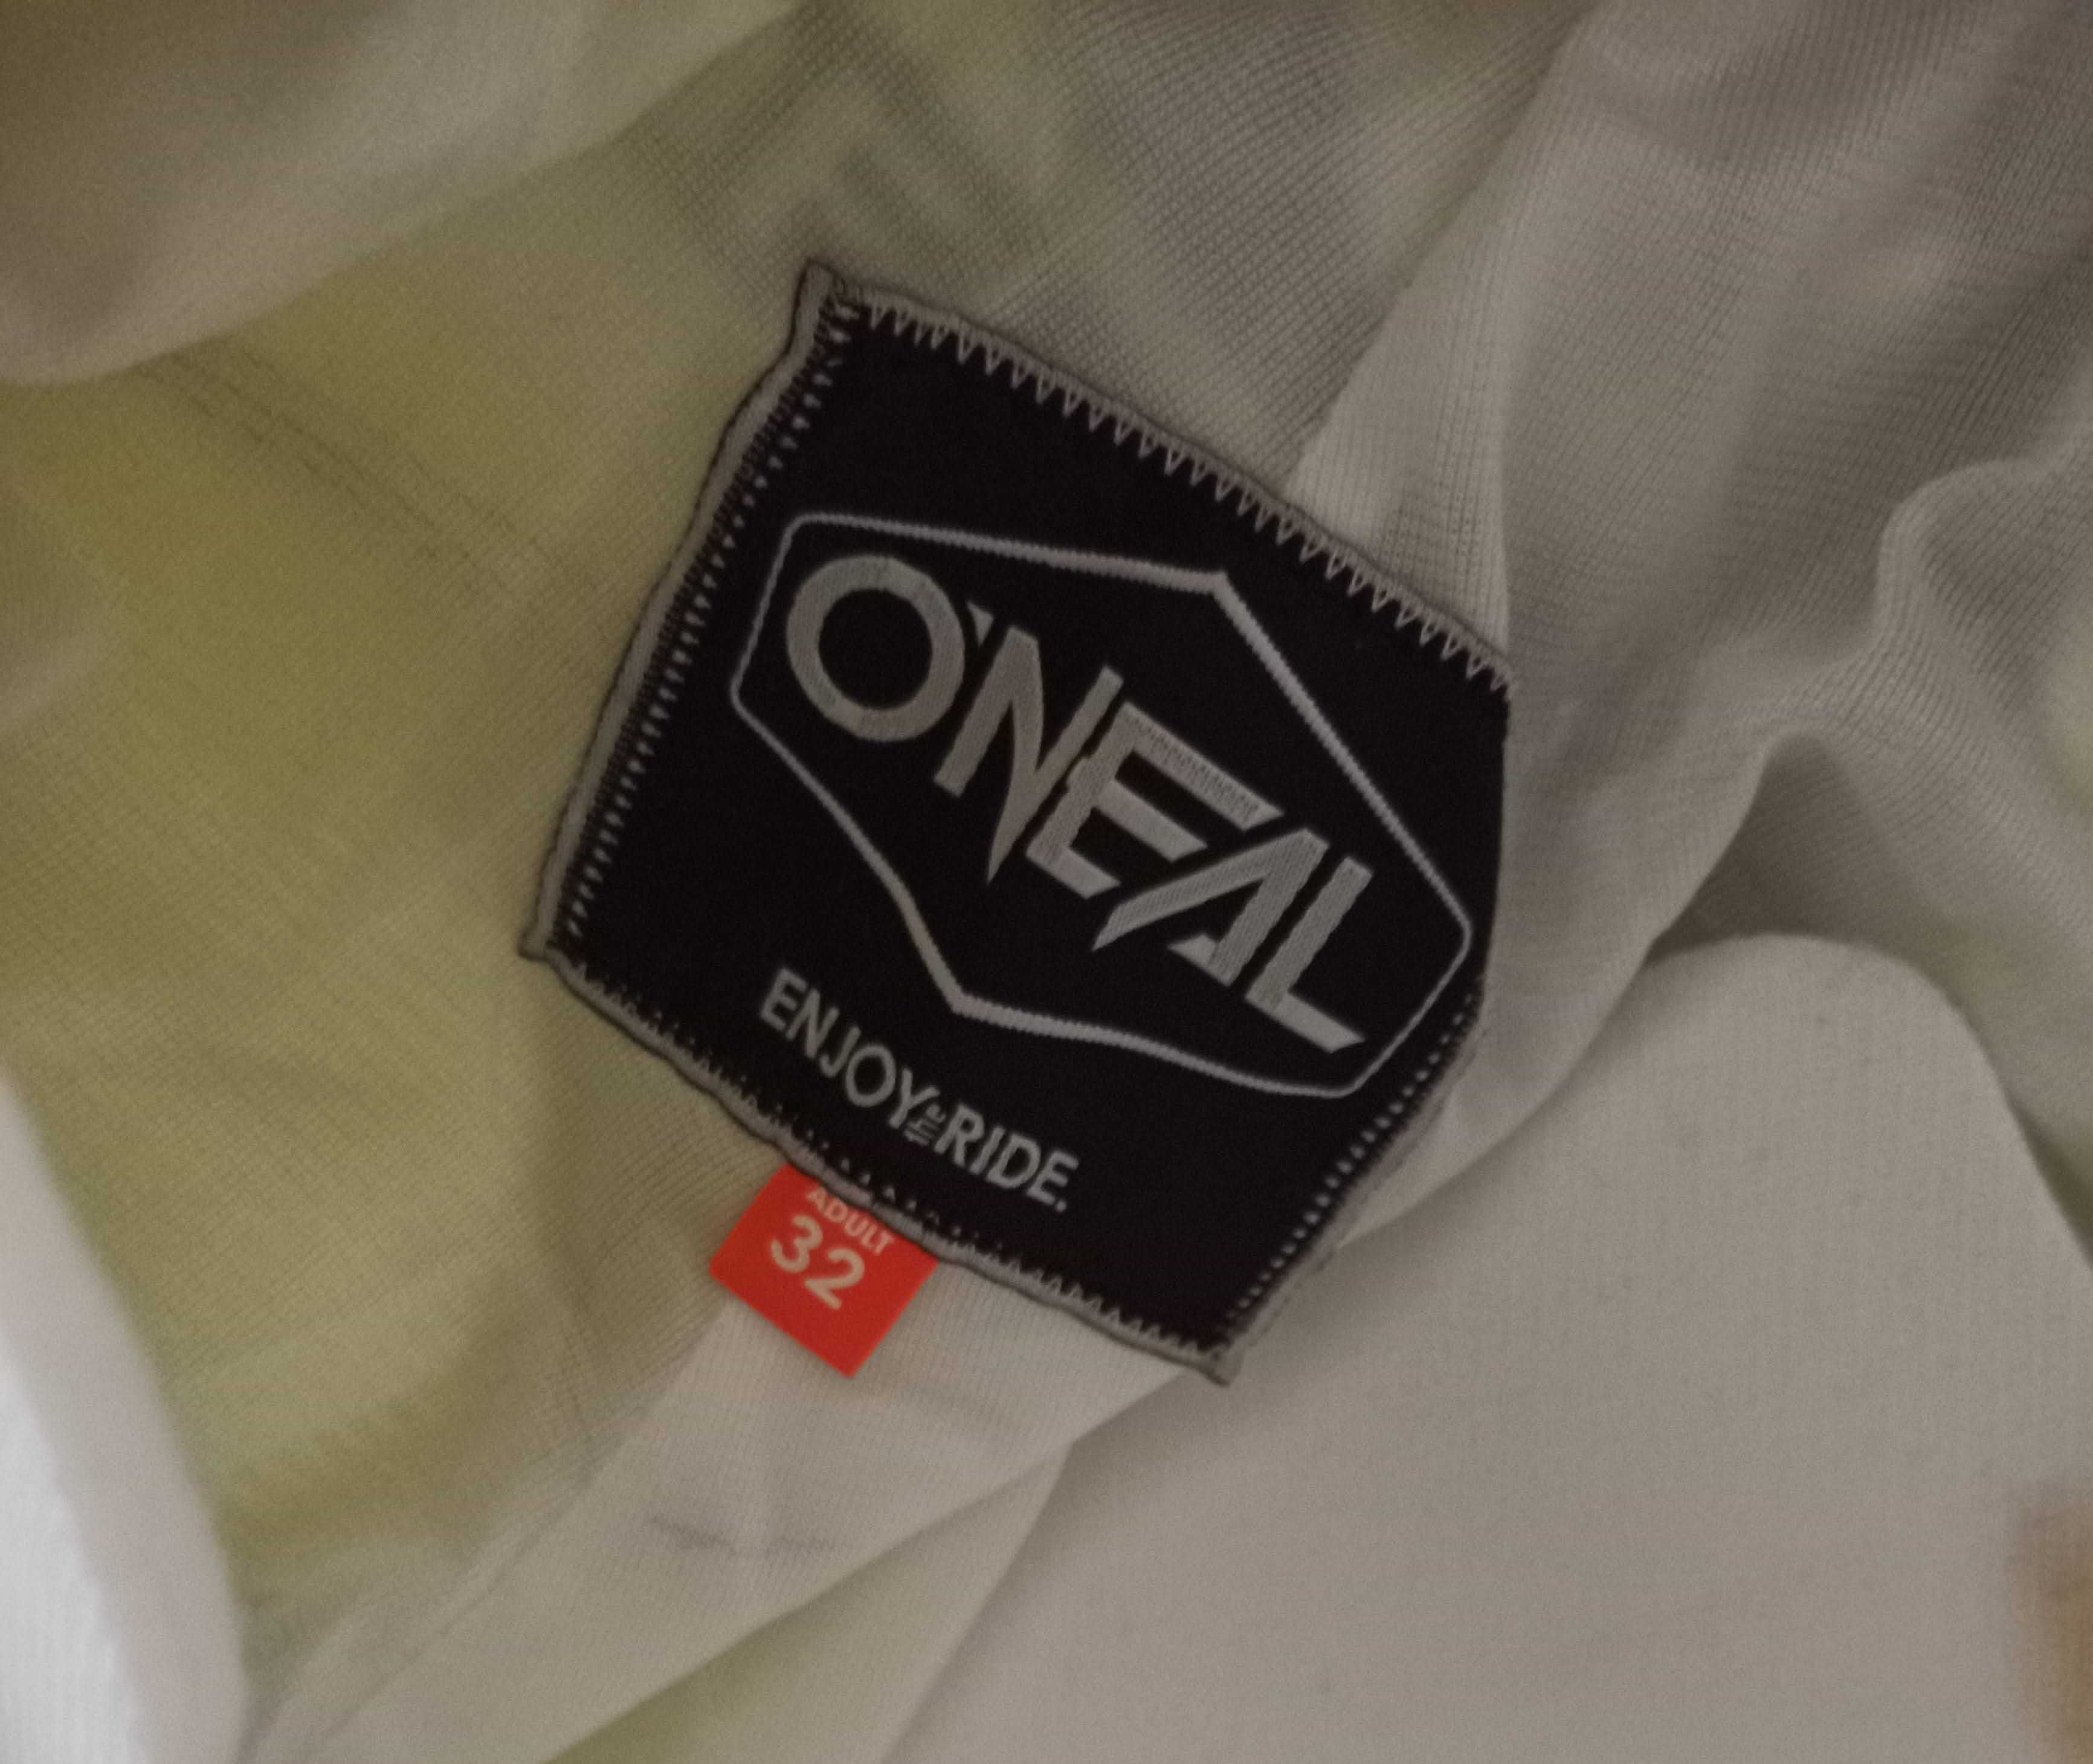 O'NEAL
ENJOY THE RIDE.
ADULT
32